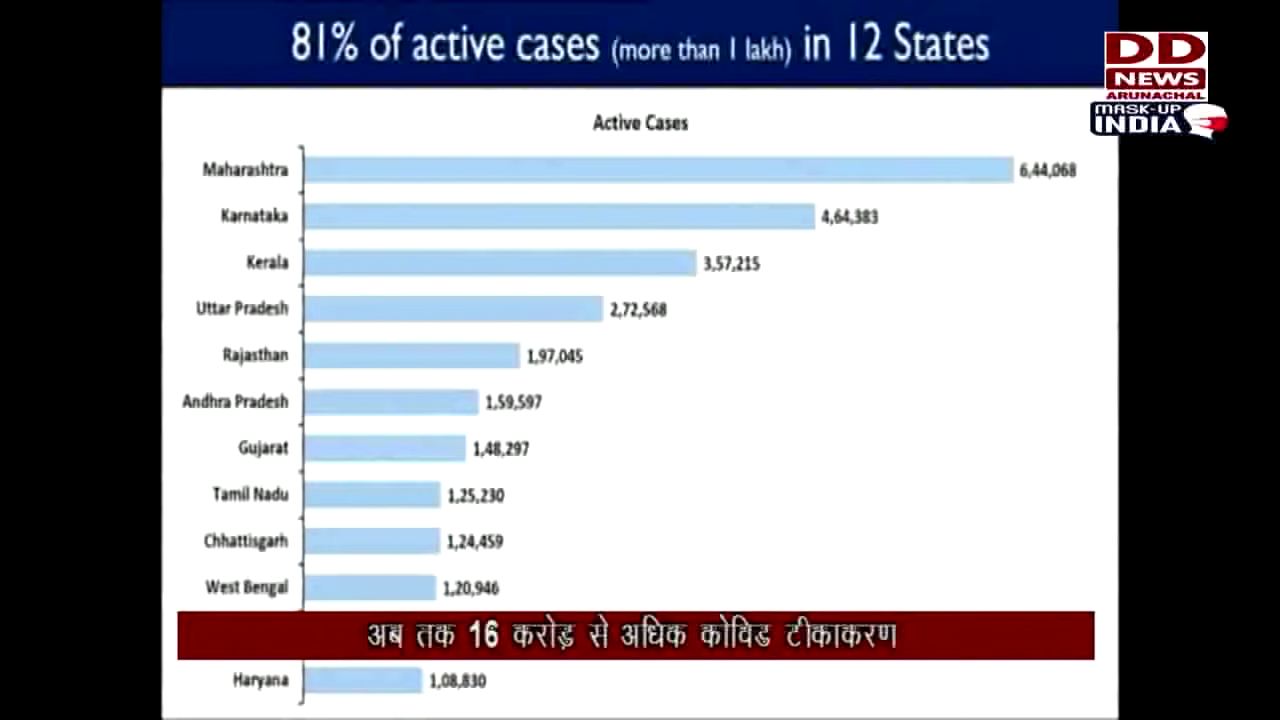 81% of active cases (more than 1 lakh) in 12 States
DD
NEWS
ARUNACHAL
MASK-UP
INDIA
Active Cases
Maharashtra 6,44,068
Karnataka 4,64,383
Kerala 3,57,215
Uttar Pradesh 2,72,568
Rajasthan 1,97,045
Andhra Pradesh 1,59,597
Gujarat 1,48,297
Tamil Nadu 1,25,230
Chhattisgarh 1,24,459
West Bengal 1,20,946
अब तक 16 करोड़ से अधिक कोविड टीकाकरण
Haryana 1,08,830